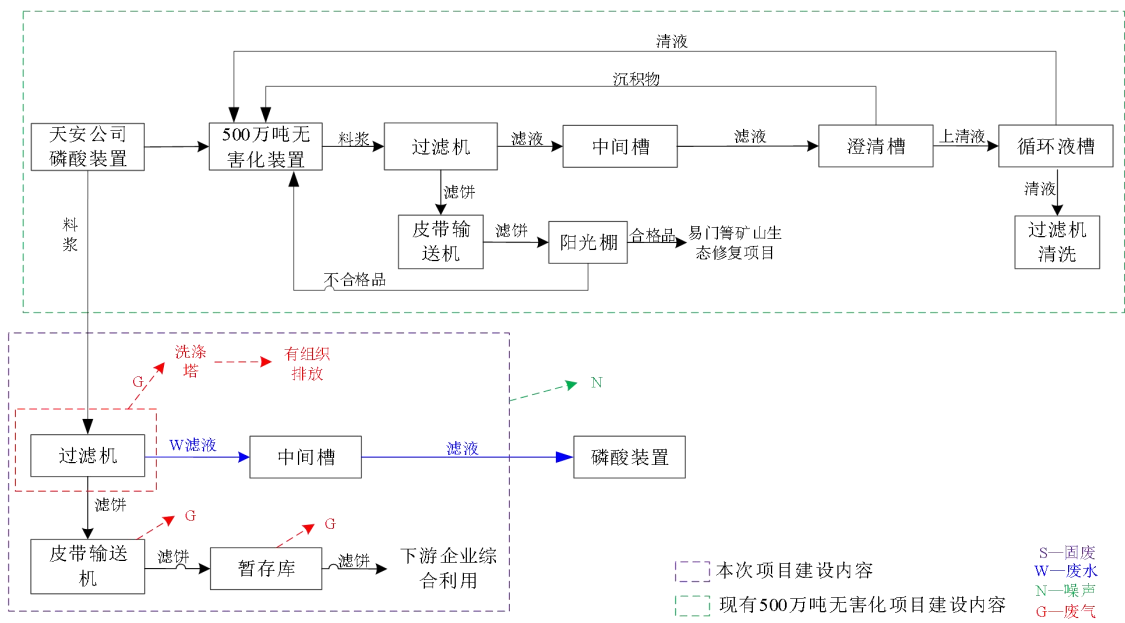 清液
沉积物
天安公司
磷酸装置
500万吨无
害化装置
料浆
过滤机
滤液
中间槽
滤液
澄清槽
上清液
循环液槽
滤饼
清液
皮带输
送机
滤饼
阳光棚
合格品
易门箐矿山生
态修复项目
过滤机
清洗
不合格品
料
浆
洗涤
塔
有组织
排放
G
N
过滤机
W滤液
中间槽
滤液
磷酸装置
滤饼
G
G
皮带输送
机
滤饼
暂存库
滤饼
下游企业综
合利用
本次项目建设内容
现有500万吨无害化项目建设内容
S—固废
W—废水
N—噪声
G—废气